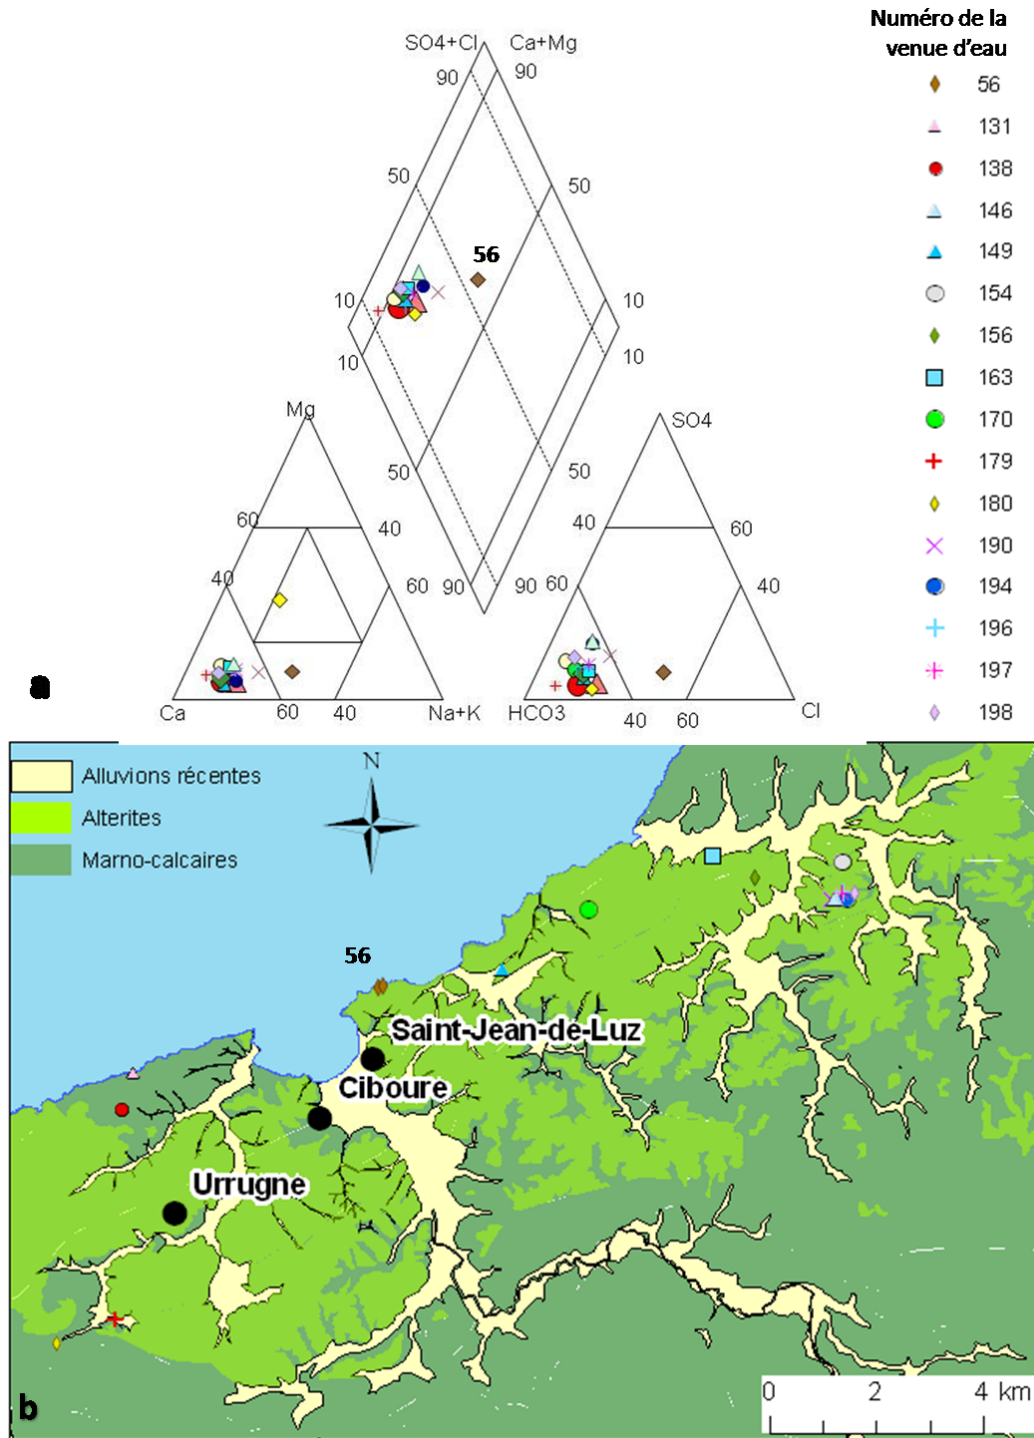 Numéro de la
venue d'eau
56
131
138
146
149
154
156
163
170
179
180
190
194
196
197
198
SO4+Cl
Ca+Mg
90
90
50
50
56
10
10
10
10
50
50
90
90
Mg
60
40
40
60
Ca
60
40
Na+K
SO4
40
60
60
40
HCO3
40
60
Cl
a
Alluvions récentes
Alterites
Marno-calcaires
N
56
Saint-Jean-de-Luz
Ciboure
Urrugne
b
0
2
4 km